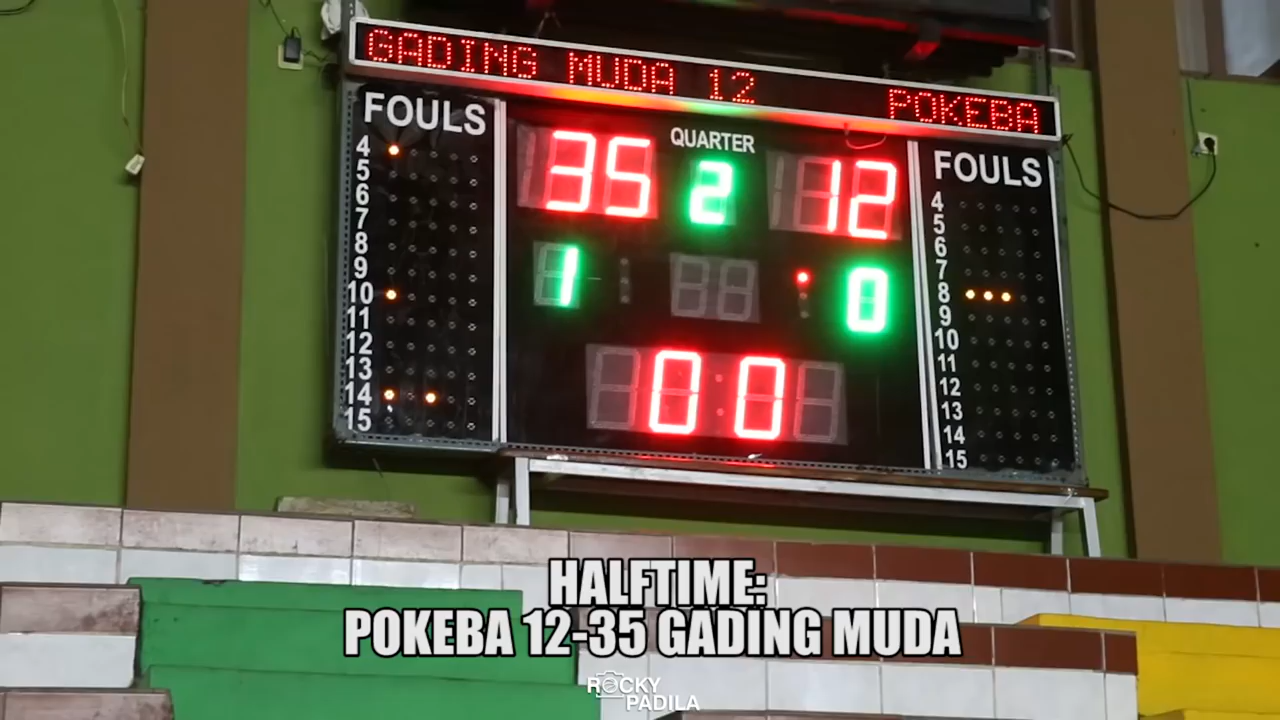 GADING MUDA 12 POKEBA
FOULS
QUARTER
FOULS
35 2 12
1 0
00
4
5
6
7
8
9
10
11
12
13
14
15
4
5
6
7
8
9
10
11
12
13
14
15
HALFTIME:
POKEBA 12-35 GADING MUDA
ROCKY
PADILA